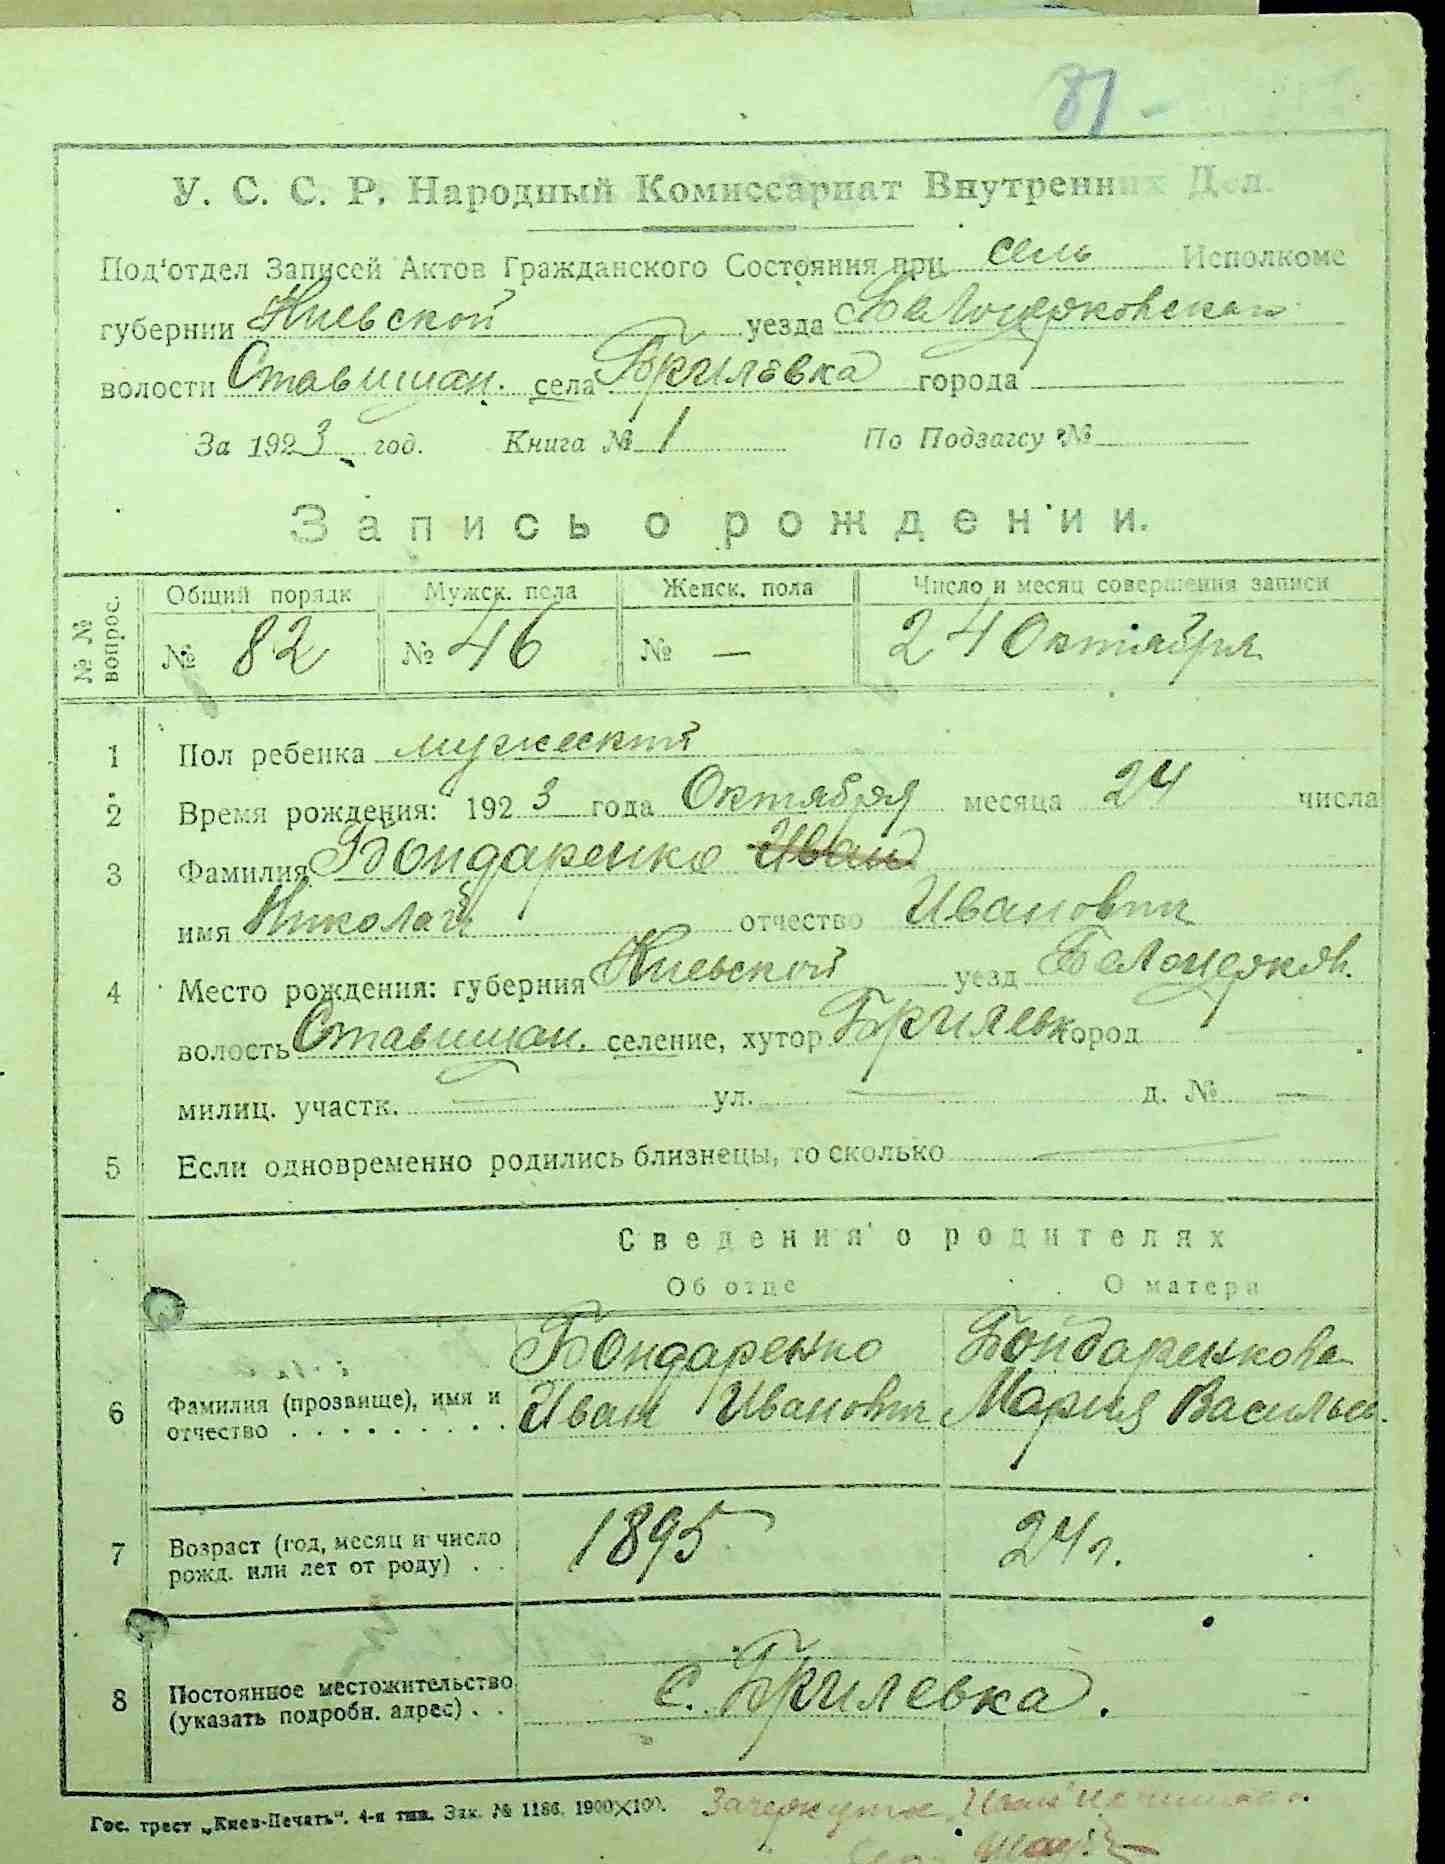 81 -
У. С. С. Р. Народный Комиссариат Внутренних Дел.
Под'отдел Записей Актов Гражданского Состояния при сель Исполкоме
губернии Киевской уезда Белоцерковскаго
волости Ставищан. села Брилевка города
За 1923 год. Книга № 1 По Подзагсу №
Запись о рождении.
№№ вопрос. Общий порядк Мужск. пола Женск. пола Число и месяц совершения записи
№ 82 № 46 № — 24 Октября
1 Пол ребенка мужеский
2 Время рождения: 1923 года Октября месяца 24 числа
3 Фамилия Бондаренко Иван
имя Николай отчество Иванович
4 Место рождения: губерния Киевской уезд Белоцерков.
волость Ставищан. селение, хутор Брилевк город
милиц. участк. — ул. — д. № —
5 Если одновременно родились близнецы, то сколько —
Сведения о родителях
Об отце О матери
Бондаренко Бондаренкова
6 Фамилия (прозвище), имя и Иван Иванович Мария Васильев.
отчество . . . . . . . . . .
7 Возраст (год, месяц и число 1895 24 г.
рожд. или лет от роду) . .
8 Постоянное местожительство с. Брилевка.
(указать подробн. адрес) . .
Гос. трест „Киев-Печать“. 4-я тип. Зак. № 1186. 1900×100. Зачеркутое Иван